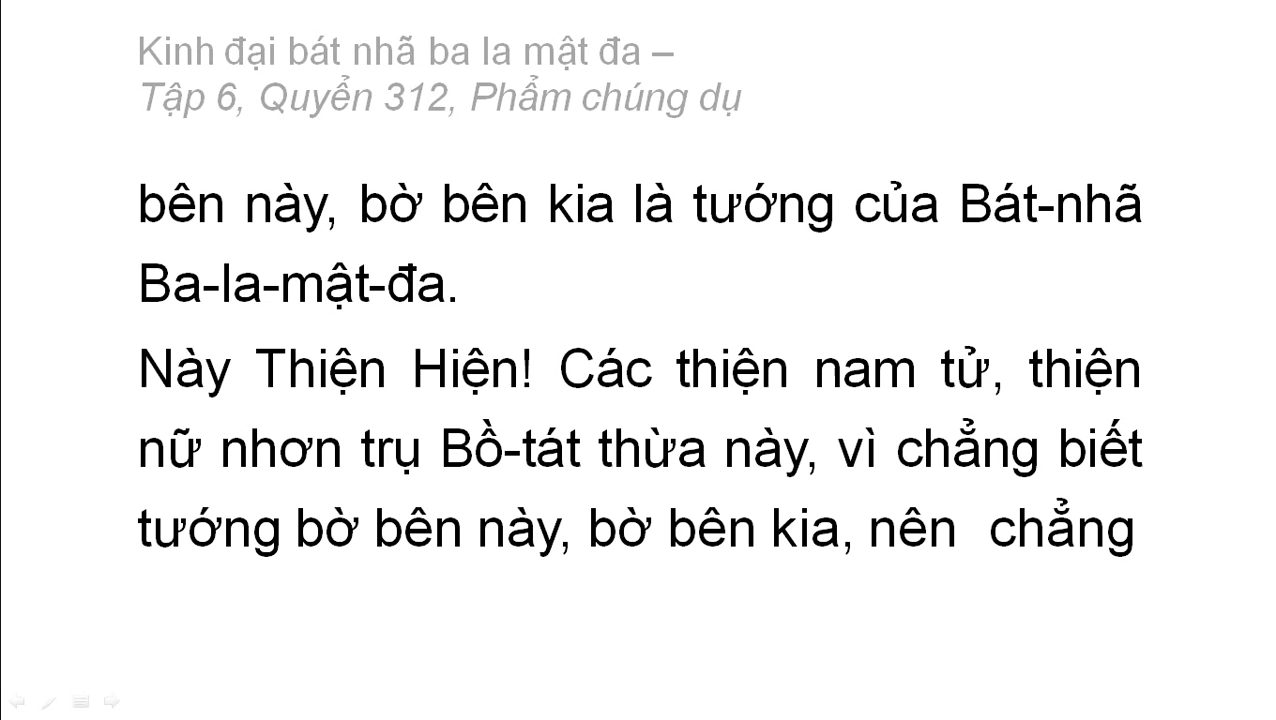 Kinh đại bát nhã ba la mật đa –
Tập 6, Quyển 312, Phẩm chúng dụ
bên này, bờ bên kia là tướng của Bát-nhã
Ba-la-mật-đa.
Này Thiện Hiện! Các thiện nam tử, thiện
nữ nhơn trụ Bồ-tát thừa này, vì chẳng biết
tướng bờ bên này, bờ bên kia, nên chẳng